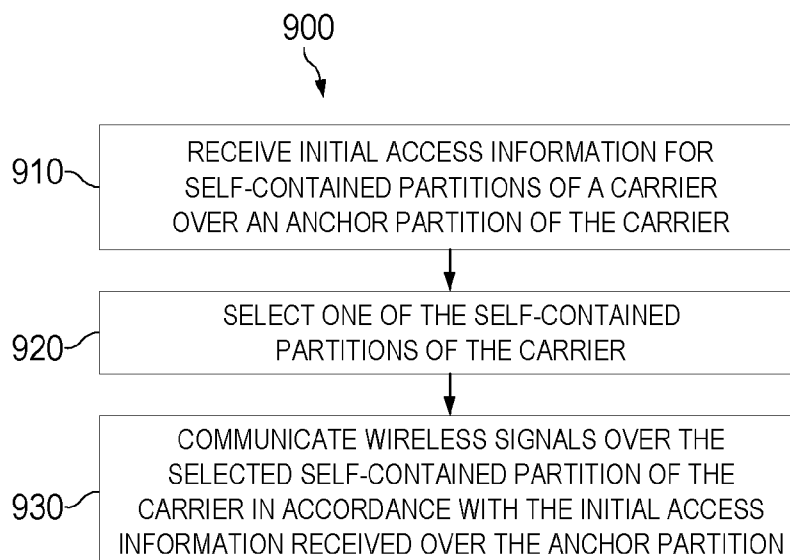 900
910
RECEIVE INITIAL ACCESS INFORMATION FOR
SELF-CONTAINED PARTITIONS OF A CARRIER
OVER AN ANCHOR PARTITION OF THE CARRIER
920
SELECT ONE OF THE SELF-CONTAINED
PARTITIONS OF THE CARRIER
930
COMMUNICATE WIRELESS SIGNALS OVER THE
SELECTED SELF-CONTAINED PARTITION OF THE
CARRIER IN ACCORDANCE WITH THE INITIAL ACCESS
INFORMATION RECEIVED OVER THE ANCHOR PARTITION